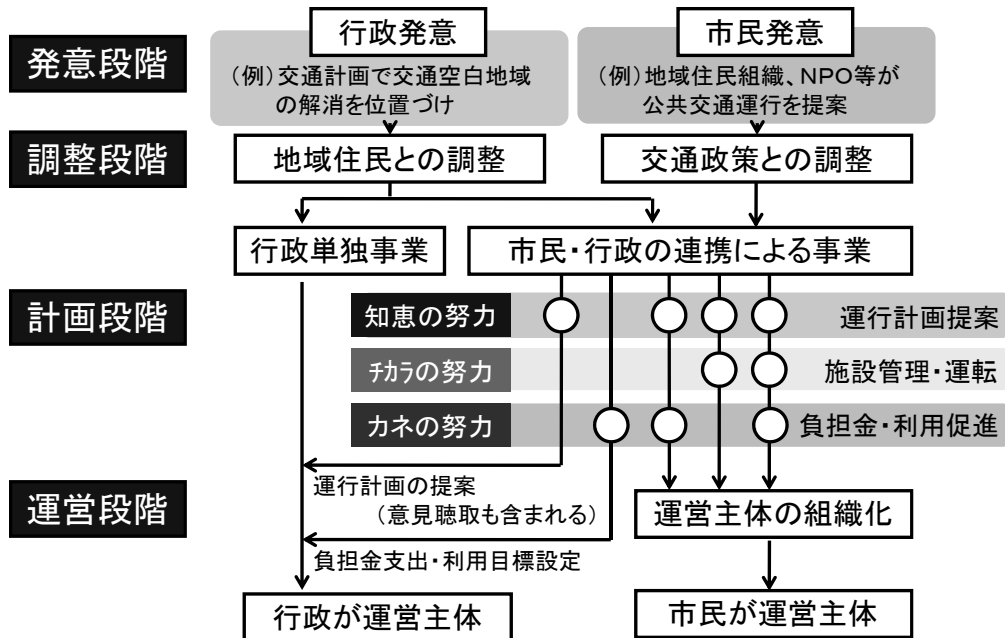 行政発意
市民発意
発意段階
(例)交通計画で交通空白地域
の解消を位置づけ
(例)地域住民組織、NPO等が
公共交通運行を提案
調整段階
地域住民との調整
交通政策との調整
行政単独事業
市民・行政の連携による事業
計画段階
知恵の努力
運行計画提案
チカラの努力
施設管理・運転
カネの努力
負担金・利用促進
運営段階
運行計画の提案
(意見聴取も含まれる)
運営主体の組織化
負担金支出・利用目標設定
行政が運営主体
市民が運営主体